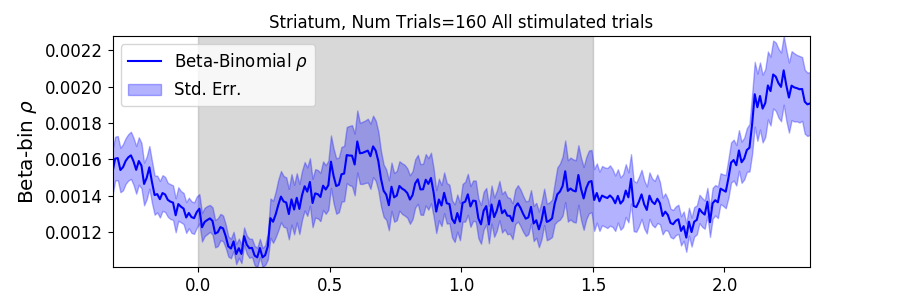 Striatum, Num Trials=160 All stimulated trials
Beta-bin ρ
0.0022
0.0020
0.0018
0.0016
0.0014
0.0012
Beta-Binomial ρ
Std. Err.
0.0 0.5 1.0 1.5 2.0